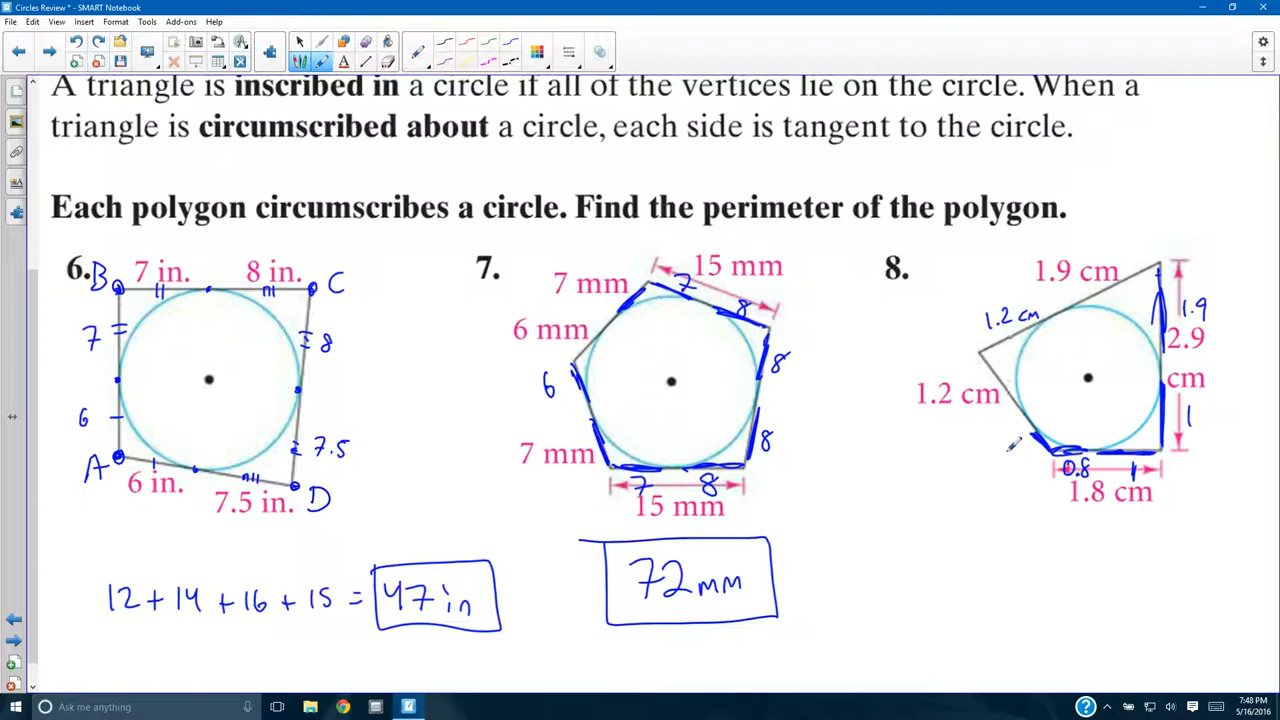 Circles Review * - SMART Notebook
File Edit View Insert Format Tools Add-ons Help
A triangle is inscribed in a circle if all of the vertices lie on the circle. When a
triangle is circumscribed about a circle, each side is tangent to the circle.
Each polygon circumscribes a circle. Find the perimeter of the polygon.
6.
B 7 in. 8 in. C
7 8
6 7.5
A 6 in. 7.5 in. D
12 + 14 + 16 + 15 = 47 in
7.
7 mm 7 15 mm
8
6 mm
6 8
7 mm 8
7 8
15 mm
72 mm
8.
1.9 cm
1.2 cm 1.9
2.9
1.2 cm cm
1
0.8 1
1.8 cm
Ask me anything
7:48 PM
5/16/2016